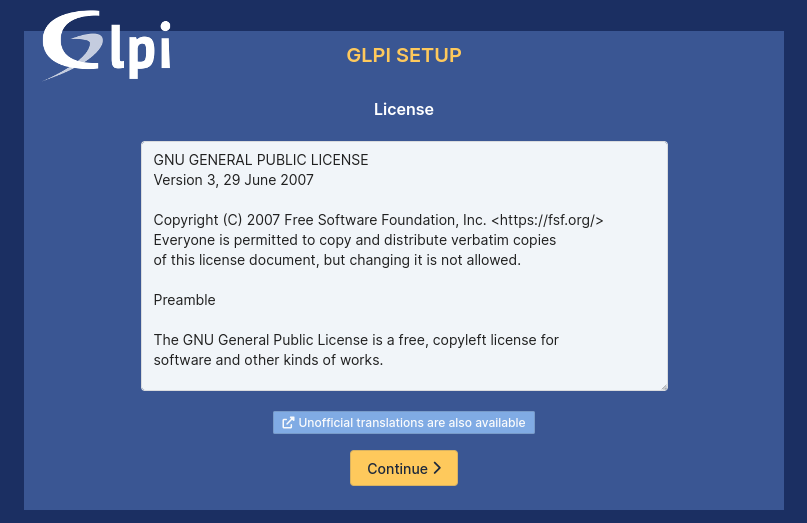 Glpi
GLPI SETUP
License
GNU GENERAL PUBLIC LICENSE
Version 3, 29 June 2007
Copyright (C) 2007 Free Software Foundation, Inc. <https://fsf.org/>
Everyone is permitted to copy and distribute verbatim copies
of this license document, but changing it is not allowed.
Preamble
The GNU General Public License is a free, copyleft license for
software and other kinds of works.
Unofficial translations are also available
Continue